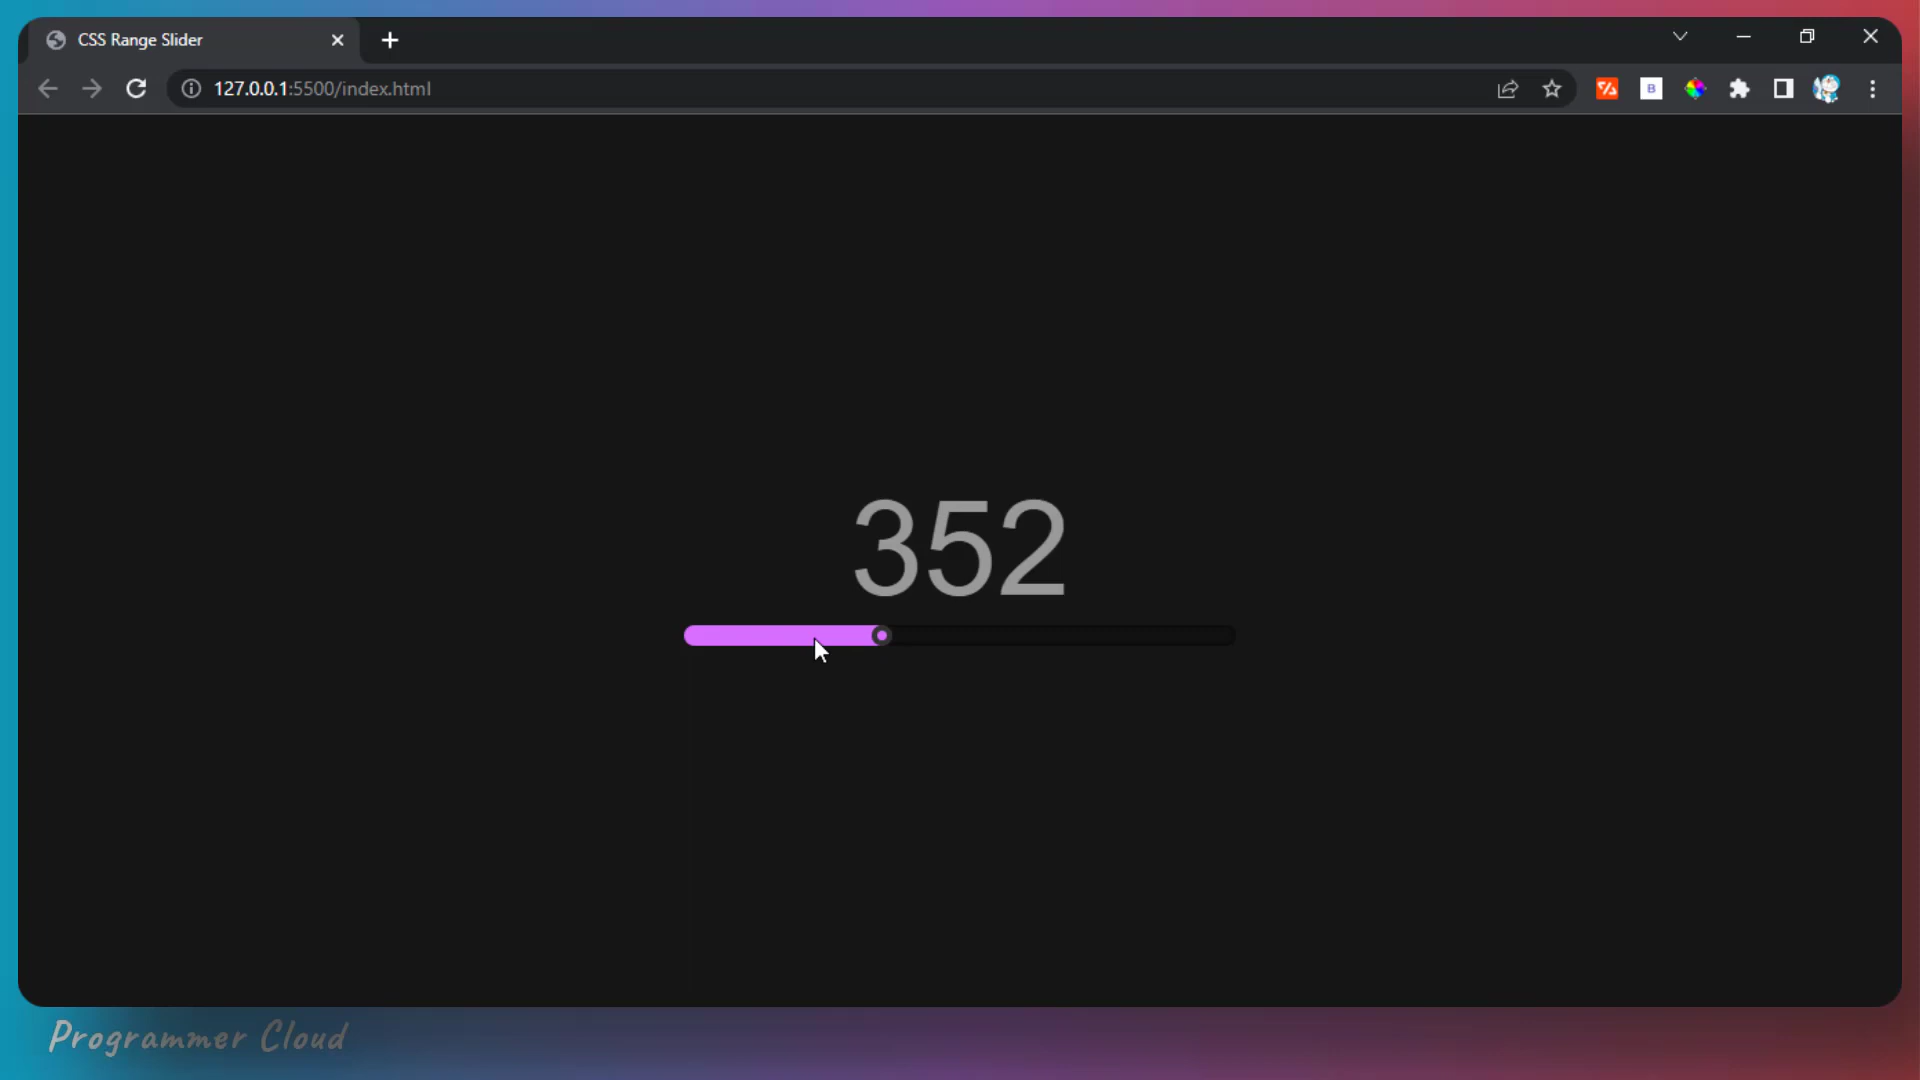 CSS Range Slider
127.0.0.1:5500/index.html
B
352
Programmer Cloud